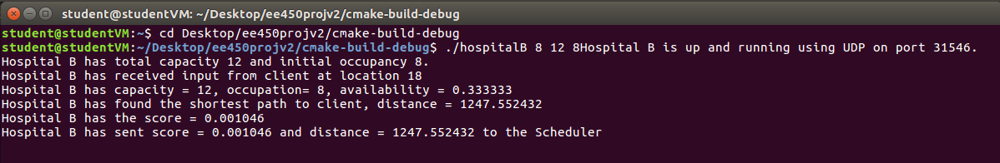 student@studentVM: ~/Desktop/ee450projv2/cmake-build-debug
student@studentVM:~$ cd Desktop/ee450projv2/cmake-build-debug
student@studentVM:~/Desktop/ee450projv2/cmake-build-debug$ ./hospitalB 8 12 8Hospital B is up and running using UDP on port 31546.
Hospital B has total capacity 12 and initial occupancy 8.
Hospital B has received input from client at location 18
Hospital B has capacity = 12, occupation= 8, availability = 0.333333
Hospital B has found the shortest path to client, distance = 1247.552432
Hospital B has the score = 0.001046
Hospital B has sent score = 0.001046 and distance = 1247.552432 to the Scheduler